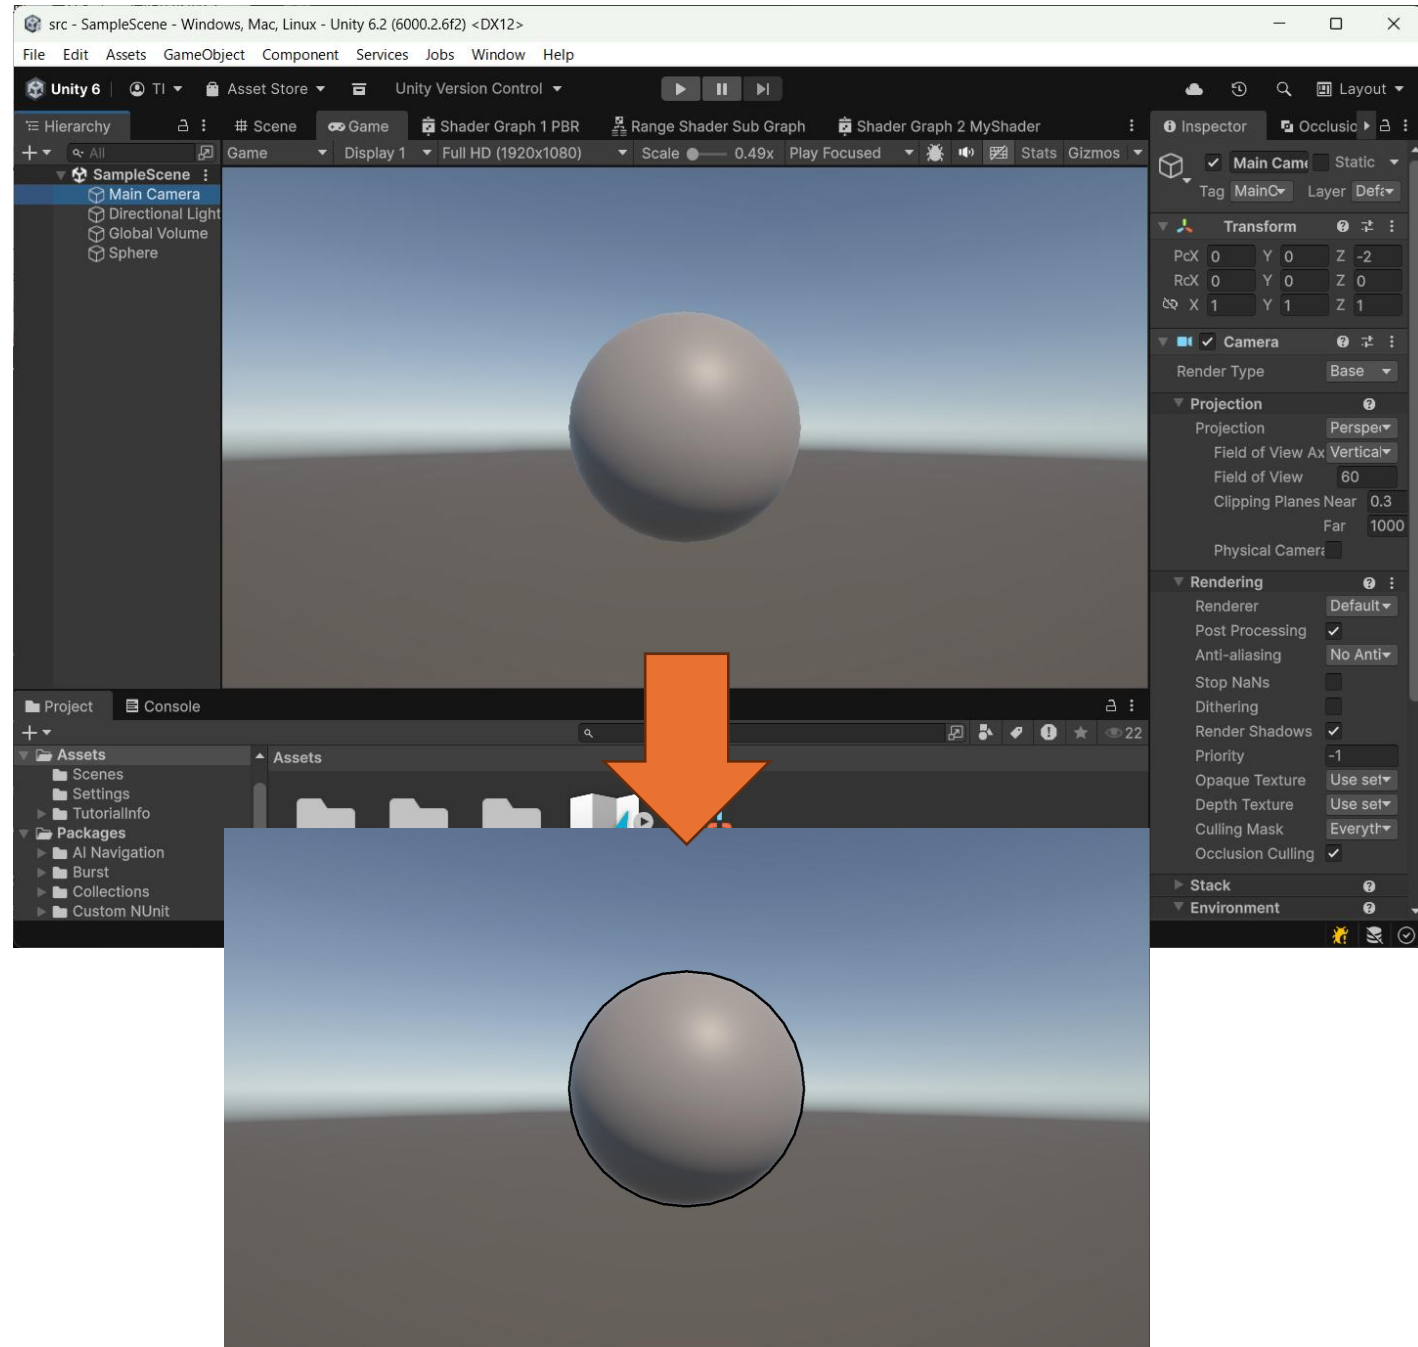 src - SampleScene - Windows, Mac, Linux - Unity 6.2 (6000.2.6f2) <DX12>
File Edit Assets GameObject Component Services Jobs Window Help
Unity 6 TI Asset Store Unity Version Control Layout
Hierarchy
All
SampleScene
Main Camera
Directional Light
Global Volume
Sphere
# Scene Game Shader Graph 1 PBR Range Shader Sub Graph Shader Graph 2 MyShader
Game Display 1 Full HD (1920x1080) Scale 0.49x Play Focused Stats Gizmos
Inspector Occlusio
Main Came Static
Tag MainC Layer Defa
Transform
PcX 0 Y 0 Z -2
RcX 0 Y 0 Z 0
X 1 Y 1 Z 1
Camera
Render Type Base
Projection
Projection Perspec
Field of View Ax Vertical
Field of View 60
Clipping Planes Near 0.3
Far 1000
Physical Camera
Rendering
Renderer Default
Post Processing
Anti-aliasing No Anti
Stop NaNs
Dithering
Render Shadows
Priority -1
Opaque Texture Use set
Depth Texture Use set
Culling Mask Everyth
Occlusion Culling
Stack
Environment
Project Console
22
Assets
Scenes
Settings
TutorialInfo
Packages
AI Navigation
Burst
Collections
Custom NUnit
Assets